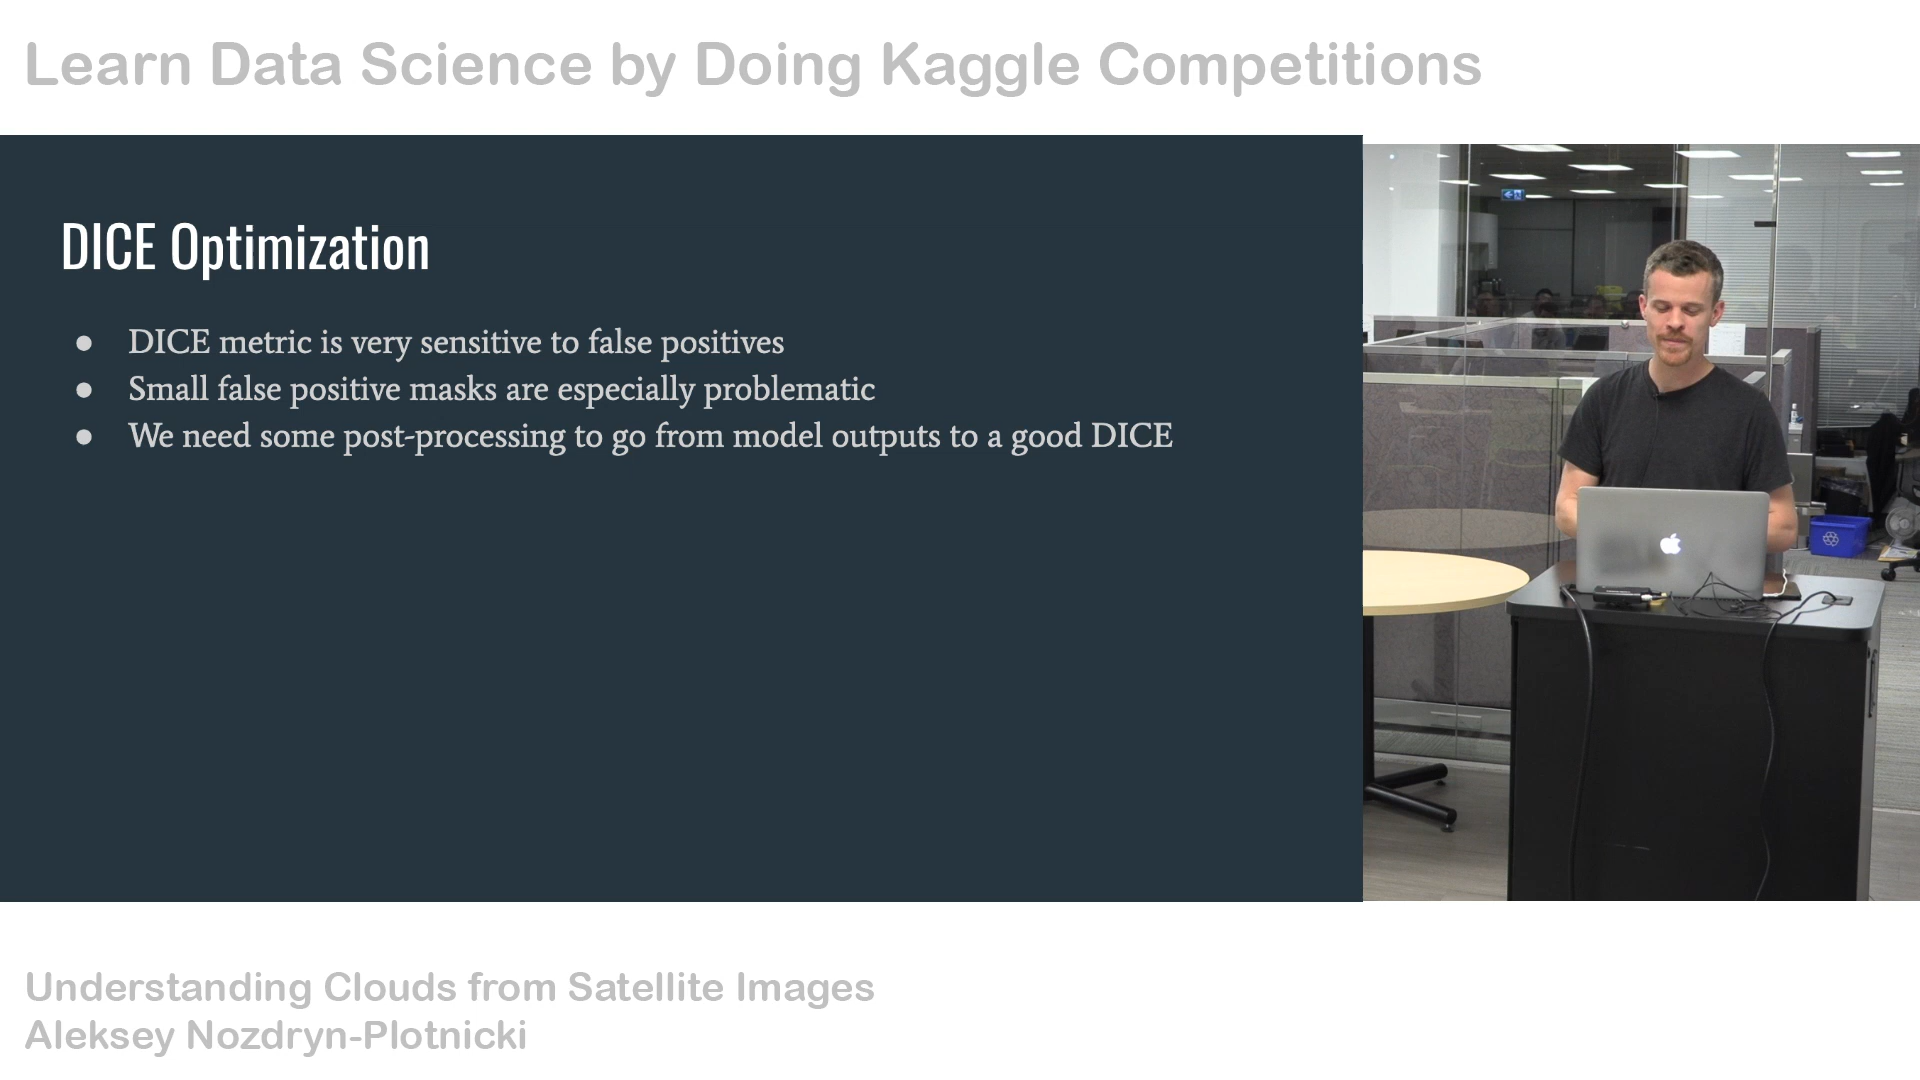 Learn Data Science by Doing Kaggle Competitions
DICE Optimization
● DICE metric is very sensitive to false positives
● Small false positive masks are especially problematic
● We need some post-processing to go from model outputs to a good DICE
Understanding Clouds from Satellite Images
Aleksey Nozdryn-Plotnicki